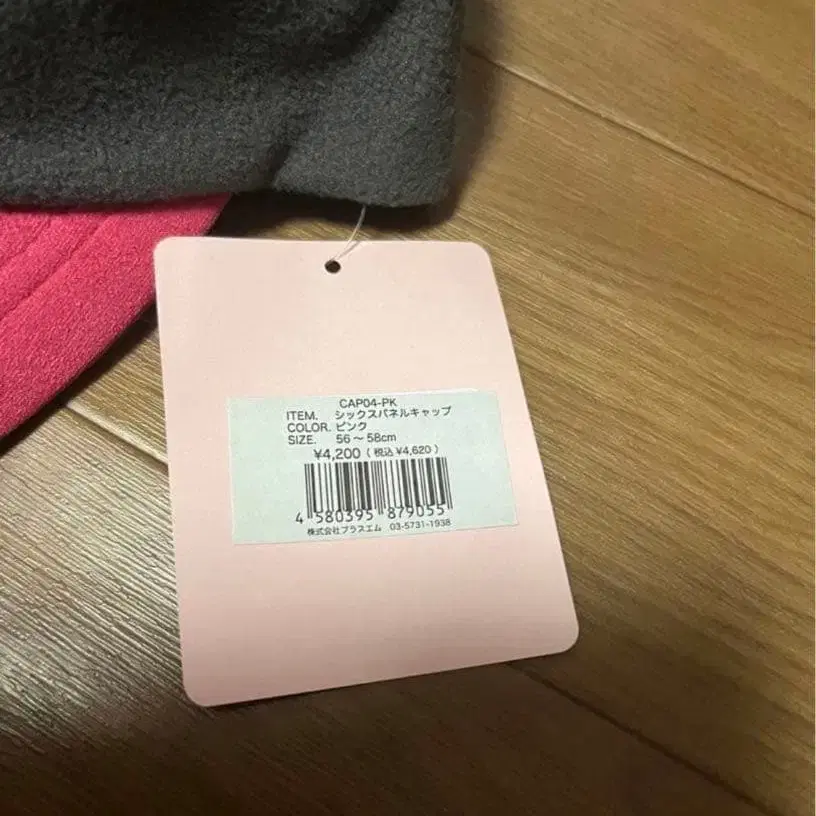 CAP04-PK
ITEM. シックスパネルキャップ
COLOR. ピンク
SIZE. 56～58cm
¥4,200（税込¥4,620）
4 580395 879055
株式会社プラスエム 03-5731-1938